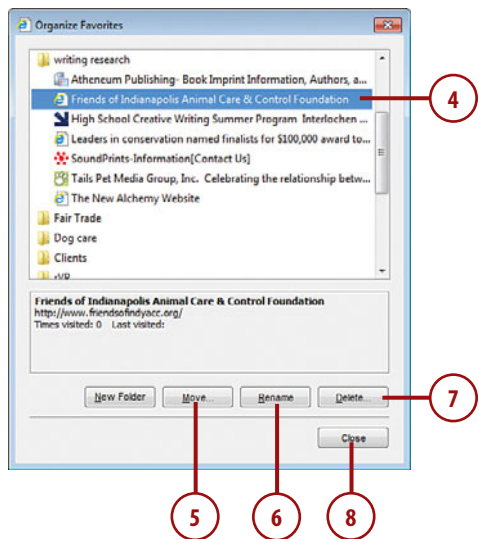 Organize Favorites
writing research
Atheneum Publishing- Book Imprint Information, Authors, a...
Friends of Indianapolis Animal Care & Control Foundation
4
High School Creative Writing Summer Program Interlochen ...
Leaders in conservation named finalists for $100,000 award to...
SoundPrints-Information[Contact Us]
Tails Pet Media Group, Inc. Celebrating the relationship betw...
The New Alchemy Website
Fair Trade
Dog care
Clients
Friends of Indianapolis Animal Care & Control Foundation
http://www.friendsofindyacc.org/
Times visited: 0 Last visited:
New Folder Move... Rename Delete...
7
Close
5 6 8